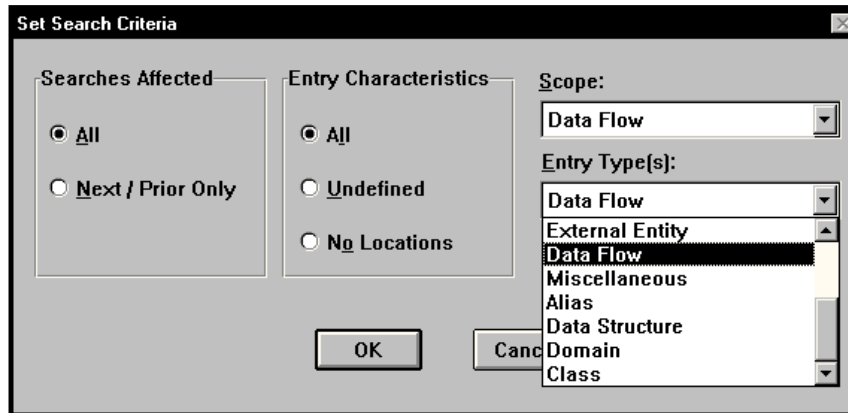 Set Search Criteria
Searches Affected
All
Next / Prior Only
Entry Characteristics
All
Undefined
No Locations
Scope:
Data Flow
Entry Type(s):
Data Flow
External Entity
Data Flow
Miscellaneous
Alias
Data Structure
Domain
Class
OK
Canc